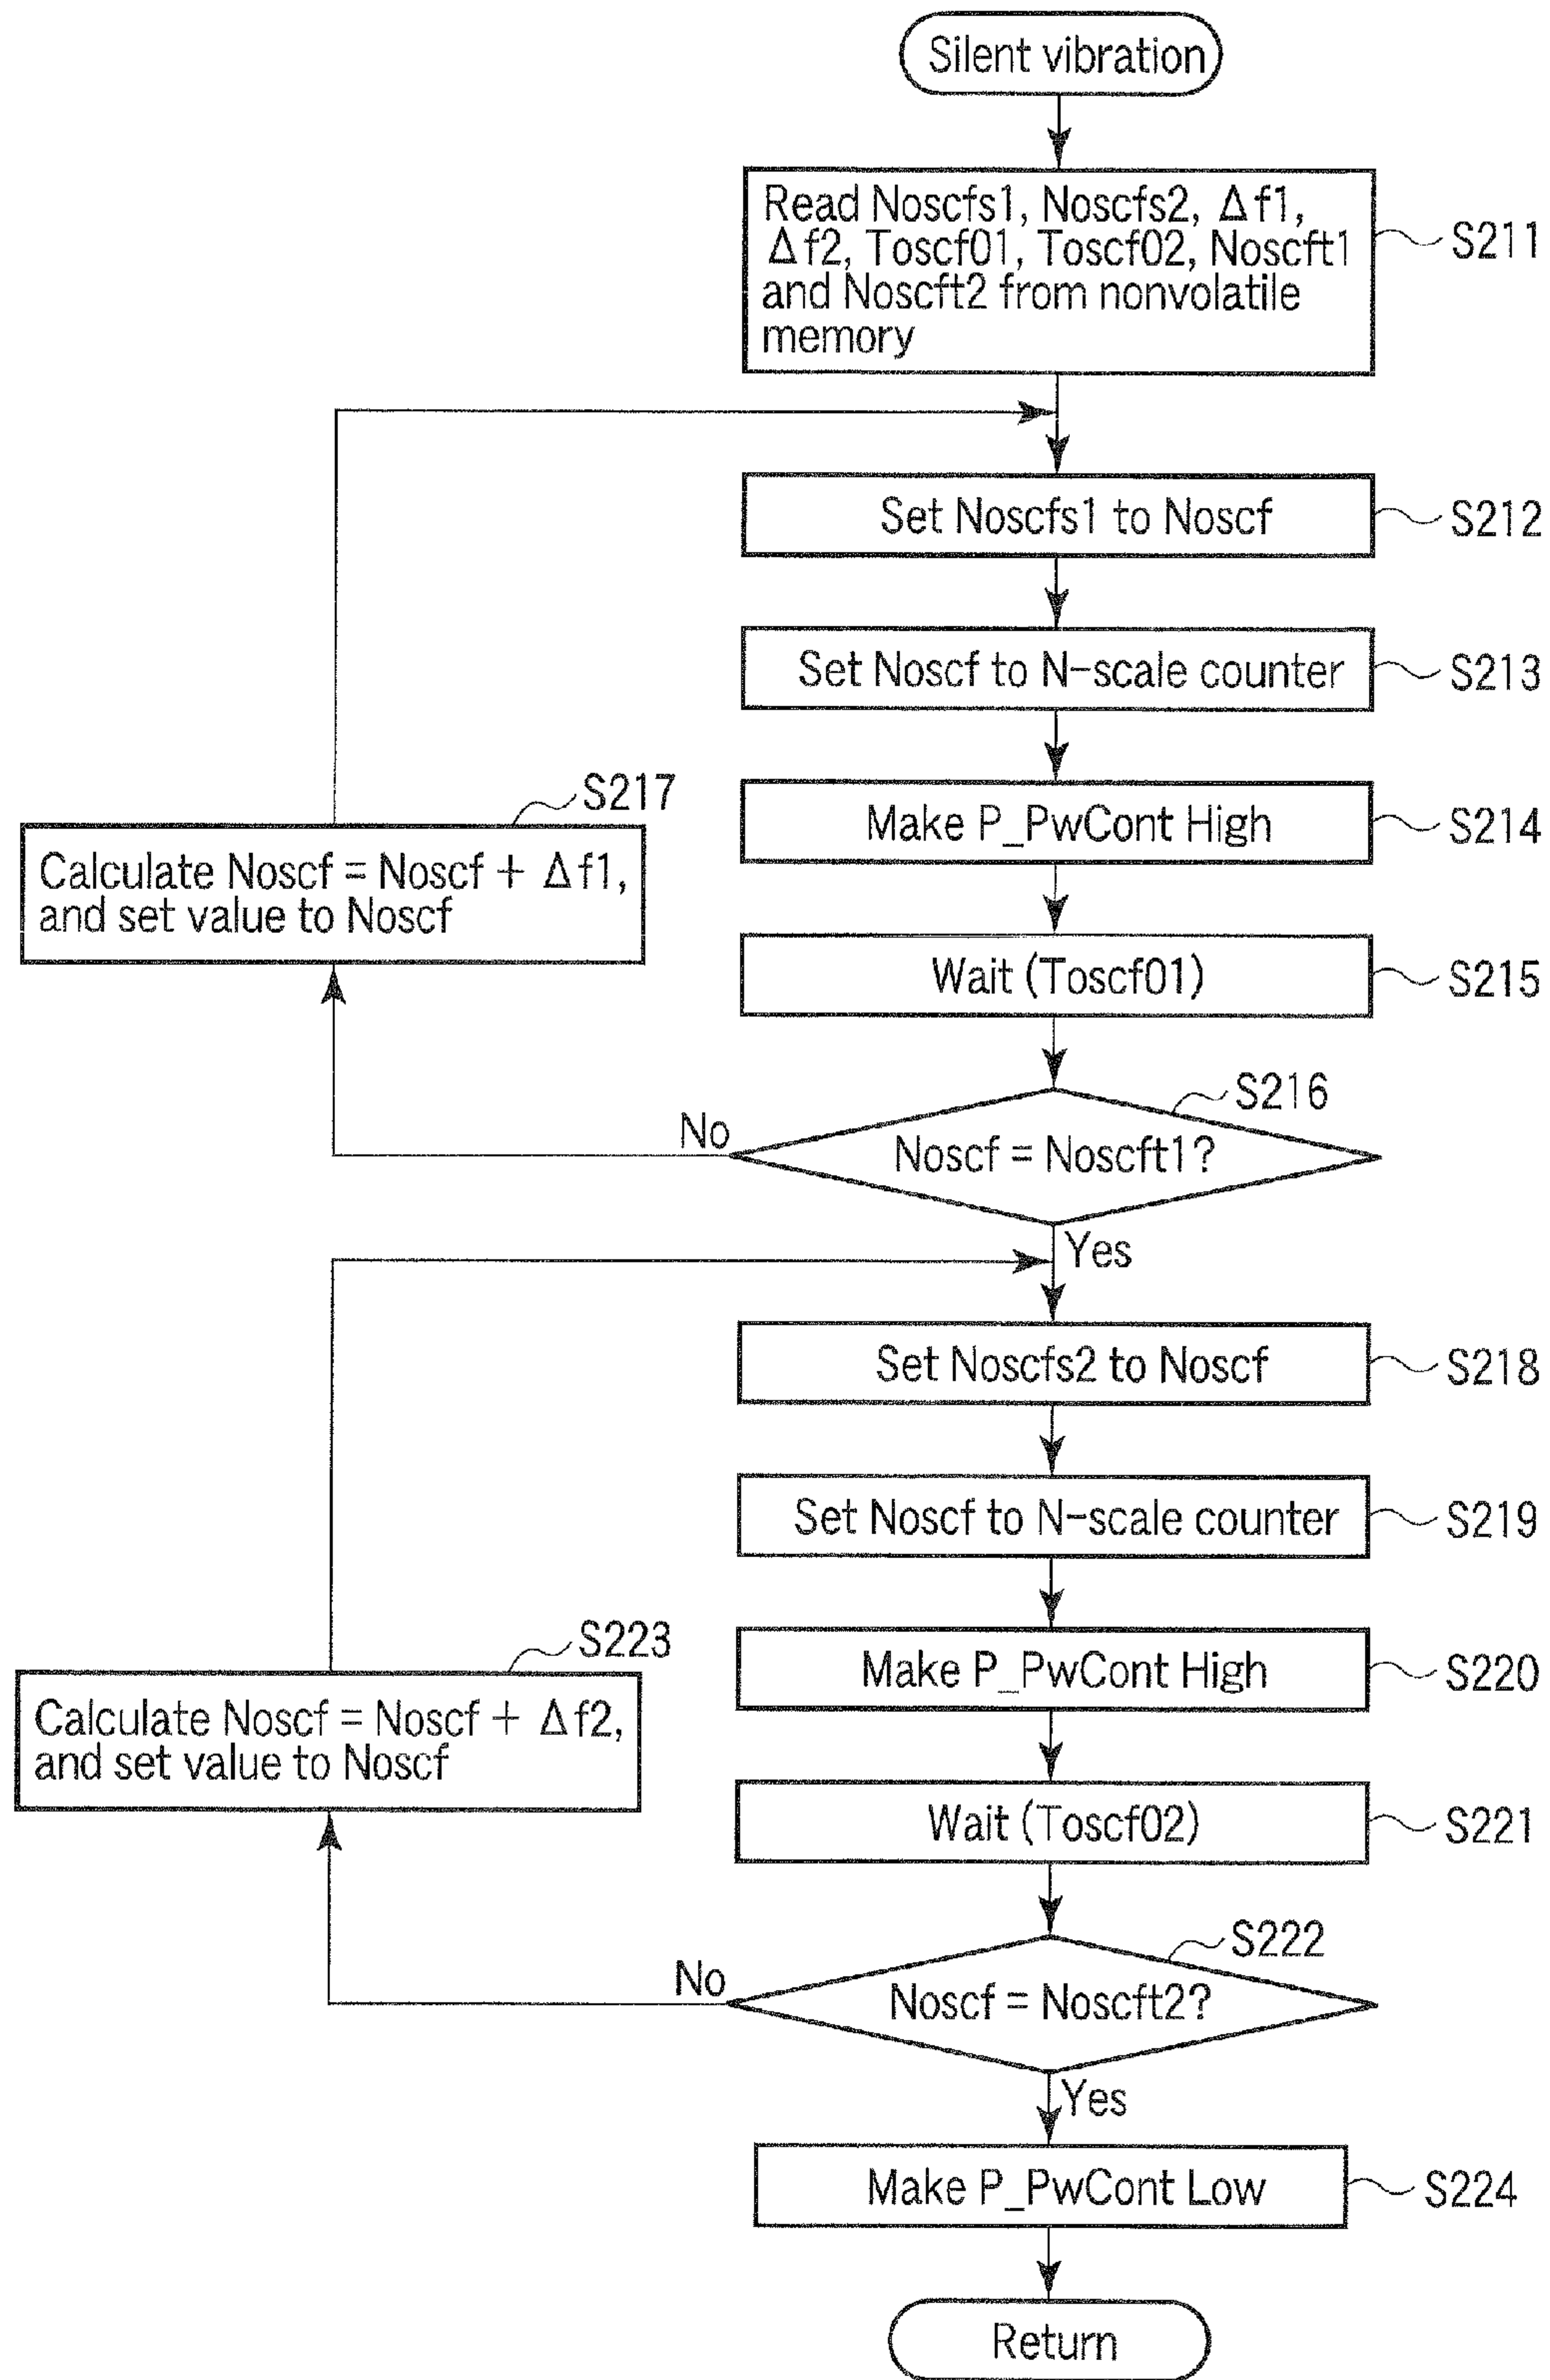 Silent vibration
Read Noscfs1, Noscfs2, Δf1,
Δf2, Toscf01, Toscf02, Noscft1
and Noscft2 from nonvolatile
memory
S211
Set Noscfs1 to Noscf
S212
Set Noscf to N-scale counter
S213
Make P_PwCont High
S214
S217
Calculate Noscf = Noscf + Δf1,
and set value to Noscf
Wait (Toscf01)
S215
S216
No
Noscf = Noscft1?
Yes
Set Noscfs2 to Noscf
S218
Set Noscf to N-scale counter
S219
Make P_PwCont High
S220
S223
Calculate Noscf = Noscf + Δf2,
and set value to Noscf
Wait (Toscf02)
S221
S222
No
Noscf = Noscft2?
Yes
Make P_PwCont Low
S224
Return